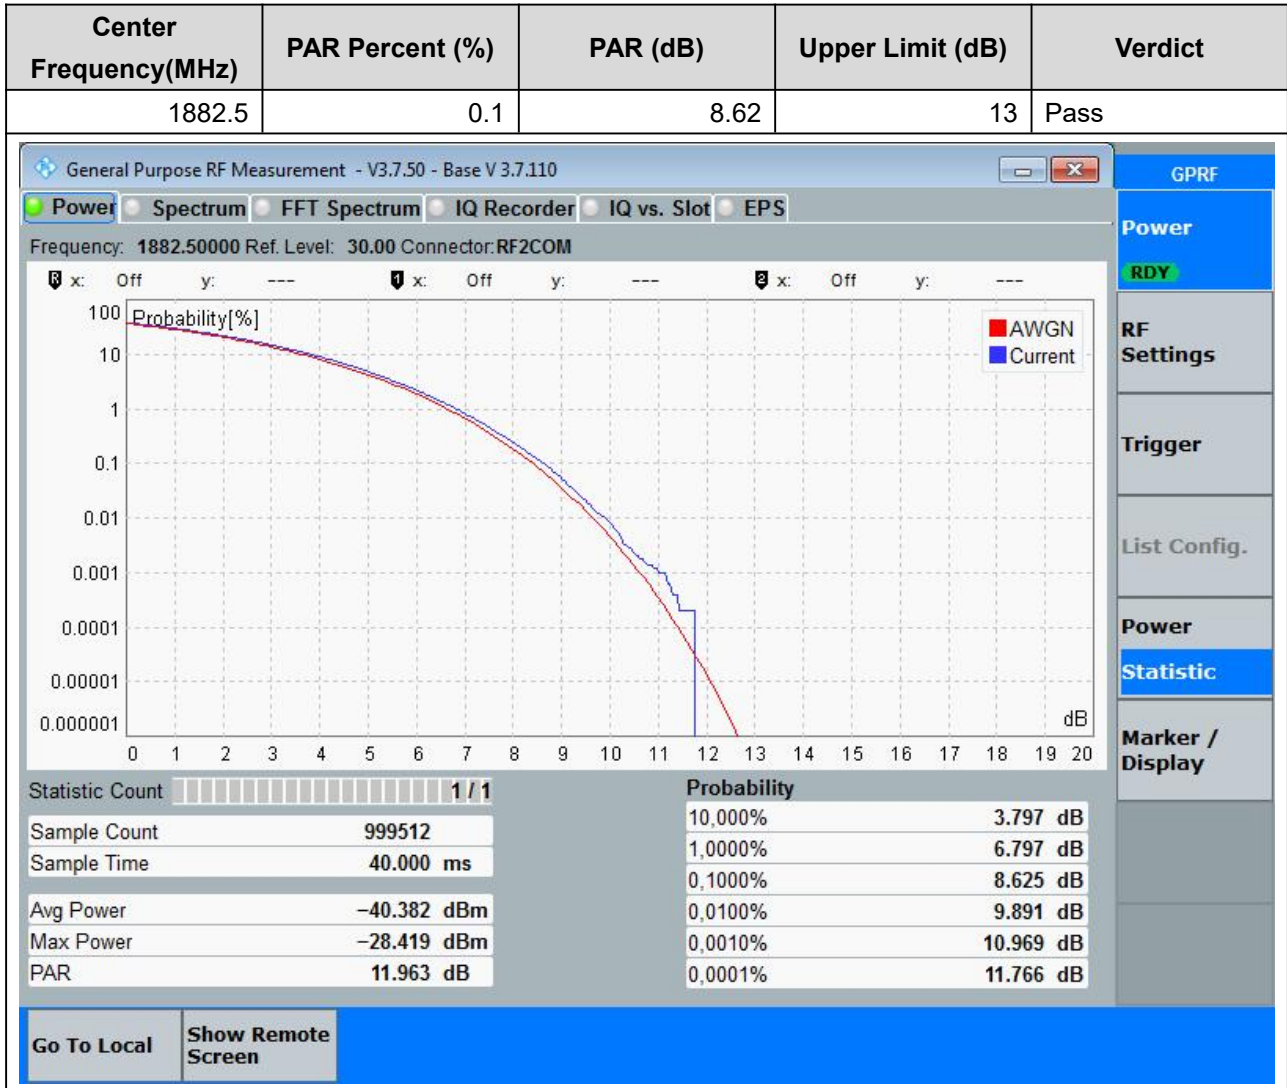 Center Frequency(MHz) PAR Percent (%) PAR (dB) Upper Limit (dB) Verdict
1882.5 0.1 8.62 13 Pass
General Purpose RF Measurement - V3.7.50 - Base V 3.7.110
GPRF
Power Spectrum FFT Spectrum IQ Recorder IQ vs. Slot EPS
Frequency: 1882.50000 Ref. Level: 30.00 Connector:RF2COM
R x: Off y: --- 1 x: Off y: --- 2 x: Off y: ---
Probability[%]
AWGN
Current
100
10
1
0.1
0.01
0.001
0.0001
0.00001
0.000001
dB
0 1 2 3 4 5 6 7 8 9 10 11 12 13 14 15 16 17 18 19 20
Statistic Count 1 / 1
Sample Count 999512
Sample Time 40.000 ms
Avg Power −40.382 dBm
Max Power −28.419 dBm
PAR 11.963 dB
Probability
10,000% 3.797 dB
1,0000% 6.797 dB
0,1000% 8.625 dB
0,0100% 9.891 dB
0,0010% 10.969 dB
0,0001% 11.766 dB
Power
RDY
RF
Settings
Trigger
List Config.
Power
Statistic
Marker /
Display
Go To Local
Show Remote
Screen